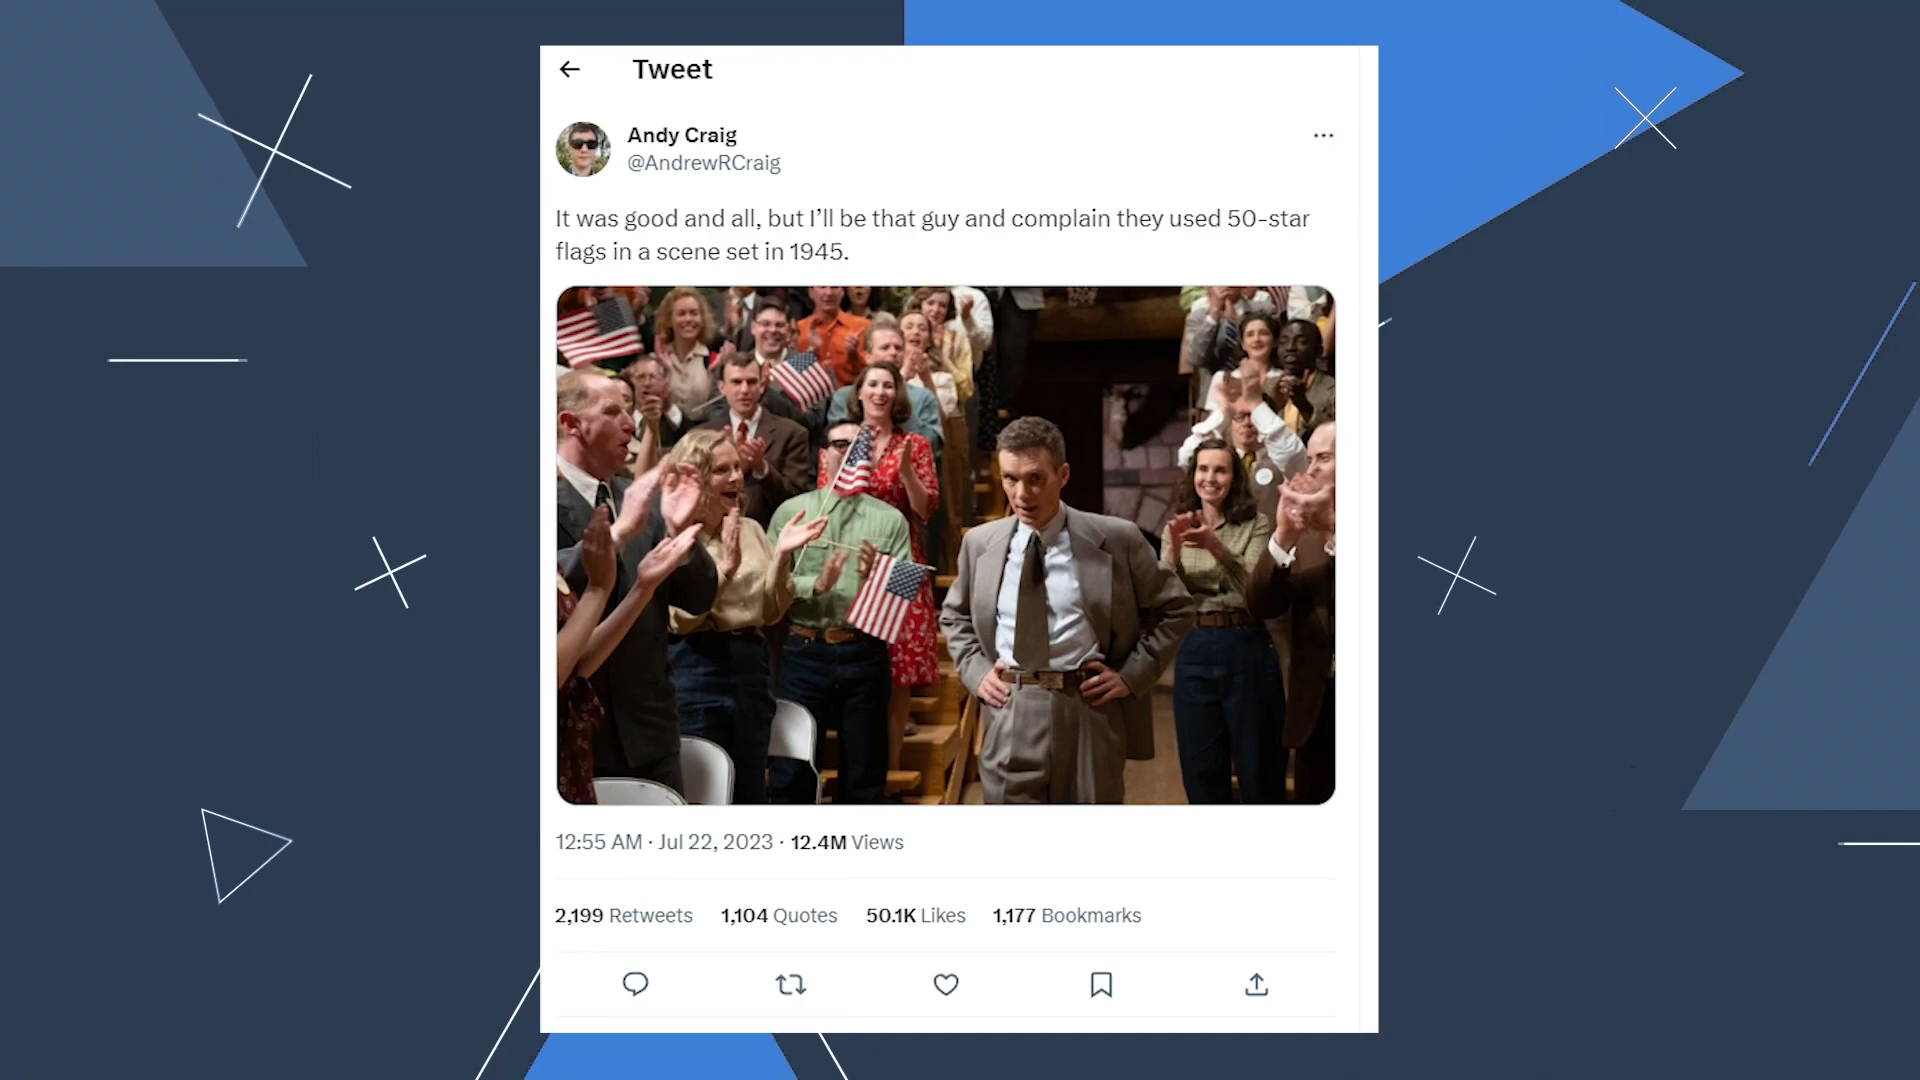 Tweet
Andy Craig
@AndrewRCraig
It was good and all, but I’ll be that guy and complain they used 50-star
flags in a scene set in 1945.
12:55 AM · Jul 22, 2023 · 12.4M Views
2,199 Retweets 1,104 Quotes 50.1K Likes 1,177 Bookmarks